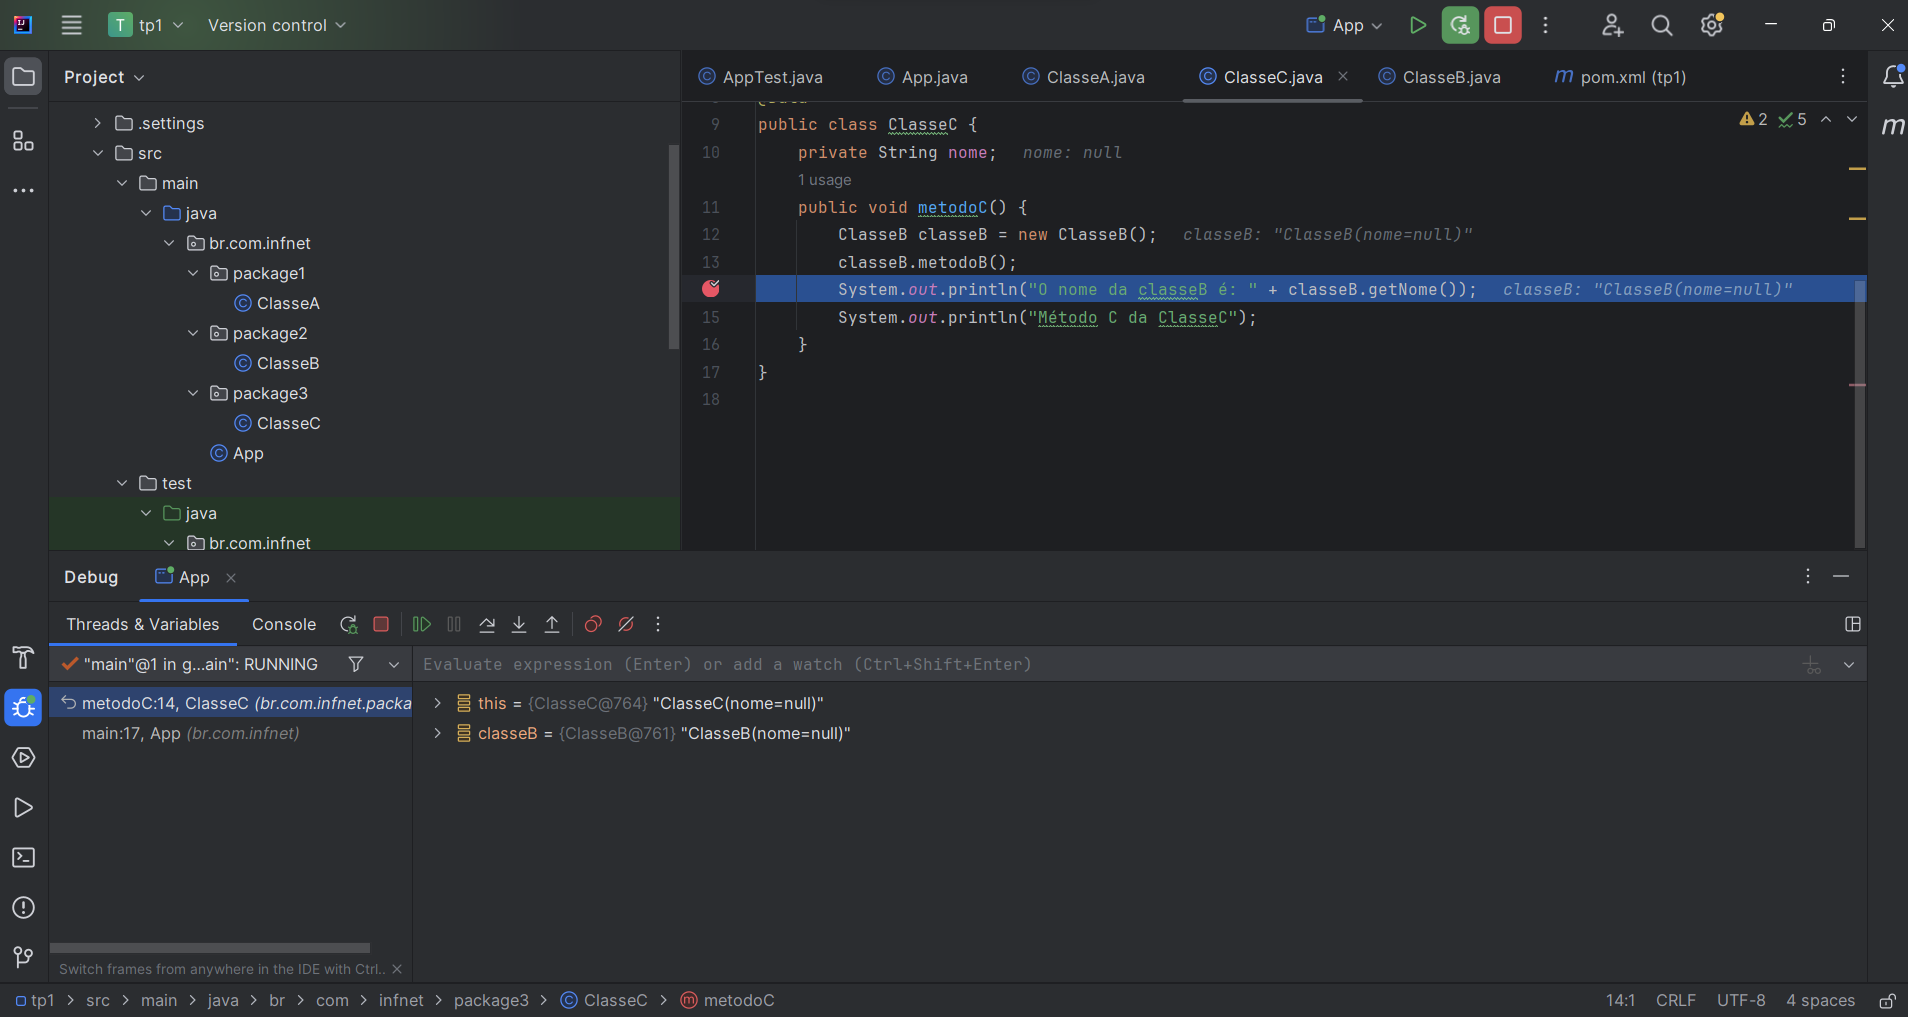 T tp1
Version control
App
Project
.settings
src
main
java
br.com.infnet
package1
ClasseA
package2
ClasseB
package3
ClasseC
App
test
java
br.com.infnet
AppTest.java
App.java
ClasseA.java
ClasseC.java
ClasseB.java
m pom.xml (tp1)
m
2 5
9 public class ClasseC {
10 private String nome; nome: null
1 usage
11 public void metodoC() {
12 ClasseB classeB = new ClasseB(); classeB: "ClasseB(nome=null)"
13 classeB.metodoB();
System.out.println("O nome da classeB é: " + classeB.getNome()); classeB: "ClasseB(nome=null)"
15 System.out.println("Método C da ClasseC");
16 }
17 }
18
Debug App
Threads & Variables Console
"main"@1 in g...ain": RUNNING
Evaluate expression (Enter) or add a watch (Ctrl+Shift+Enter)
metodoC:14, ClasseC (br.com.infnet.packa
main:17, App (br.com.infnet)
this = {ClasseC@764} "ClasseC(nome=null)"
classeB = {ClasseB@761} "ClasseB(nome=null)"
Switch frames from anywhere in the IDE with Ctrl..
tp1 > src > main > java > br > com > infnet > package3 > ClasseC > metodoC
14:1 CRLF UTF-8 4 spaces